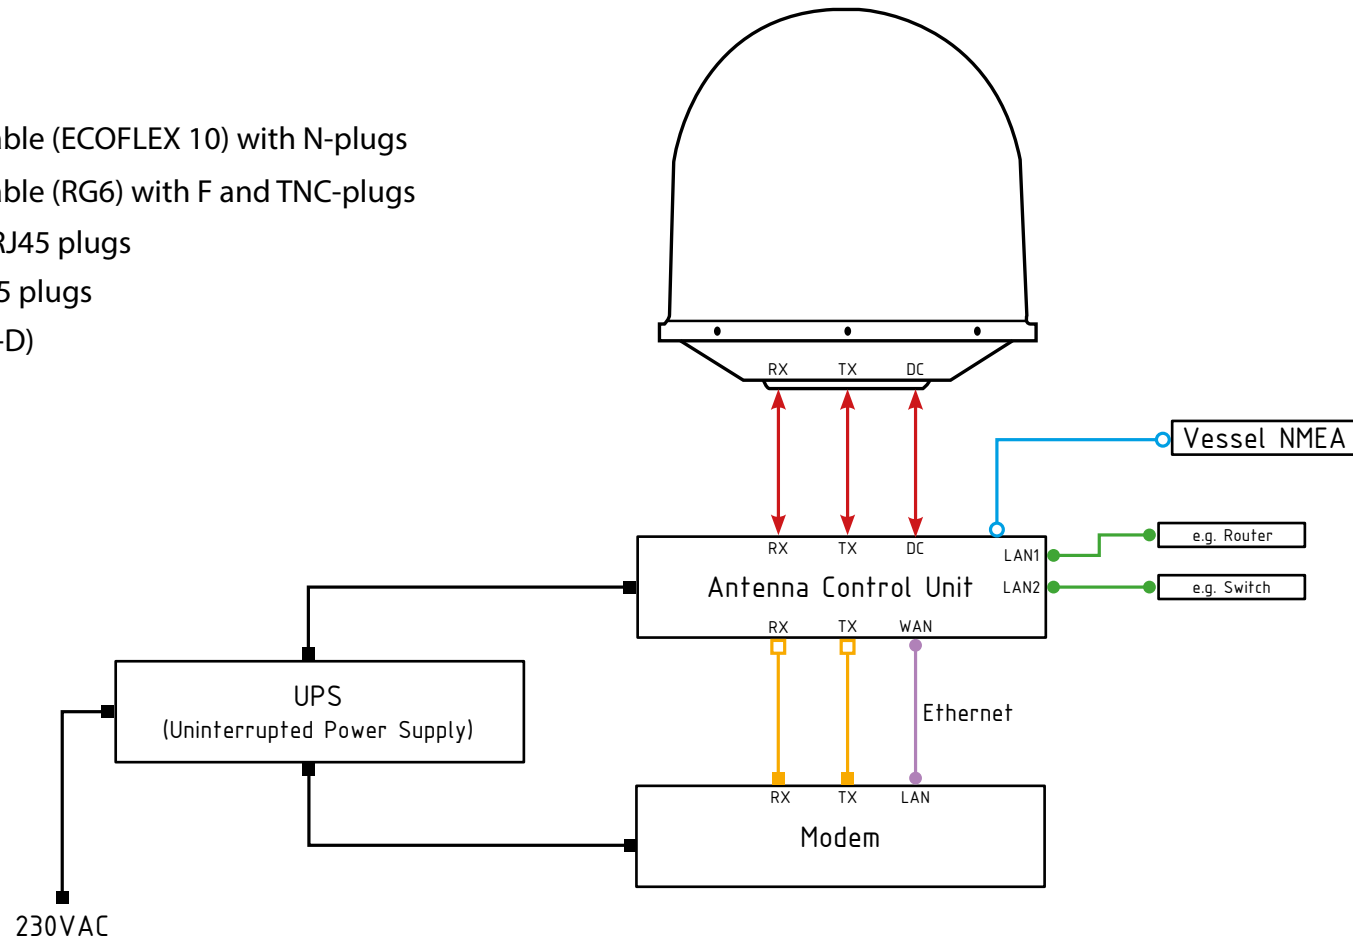 able (ECOFLEX 10) with N-plugs
able (RG6) with F and TNC-plugs
RJ45 plugs
5 plugs
-D)
RX TX DC
Vessel NMEA
RX TX DC
LAN1
e.g. Router
Antenna Control Unit
LAN2
e.g. Switch
RX TX WAN
UPS
(Uninterrupted Power Supply)
Ethernet
RX TX LAN
Modem
230VAC